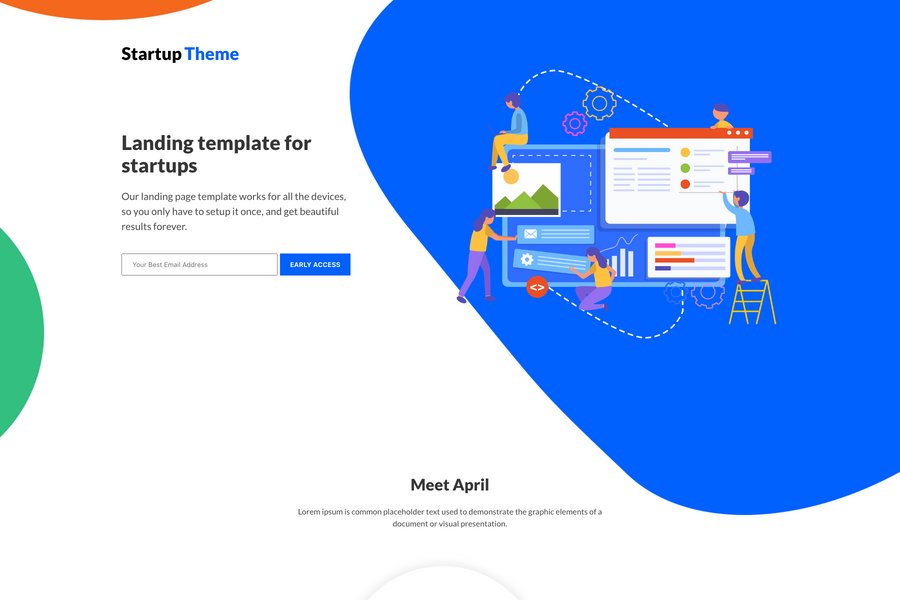 Startup Theme
Landing template for
startups
Our landing page template works for all the devices,
so you only have to setup it once, and get beautiful
results forever.
Your Best Email Address
EARLY ACCESS
<>
Meet April
Lorem ipsum is common placeholder text used to demonstrate the graphic elements of a
document or visual presentation.